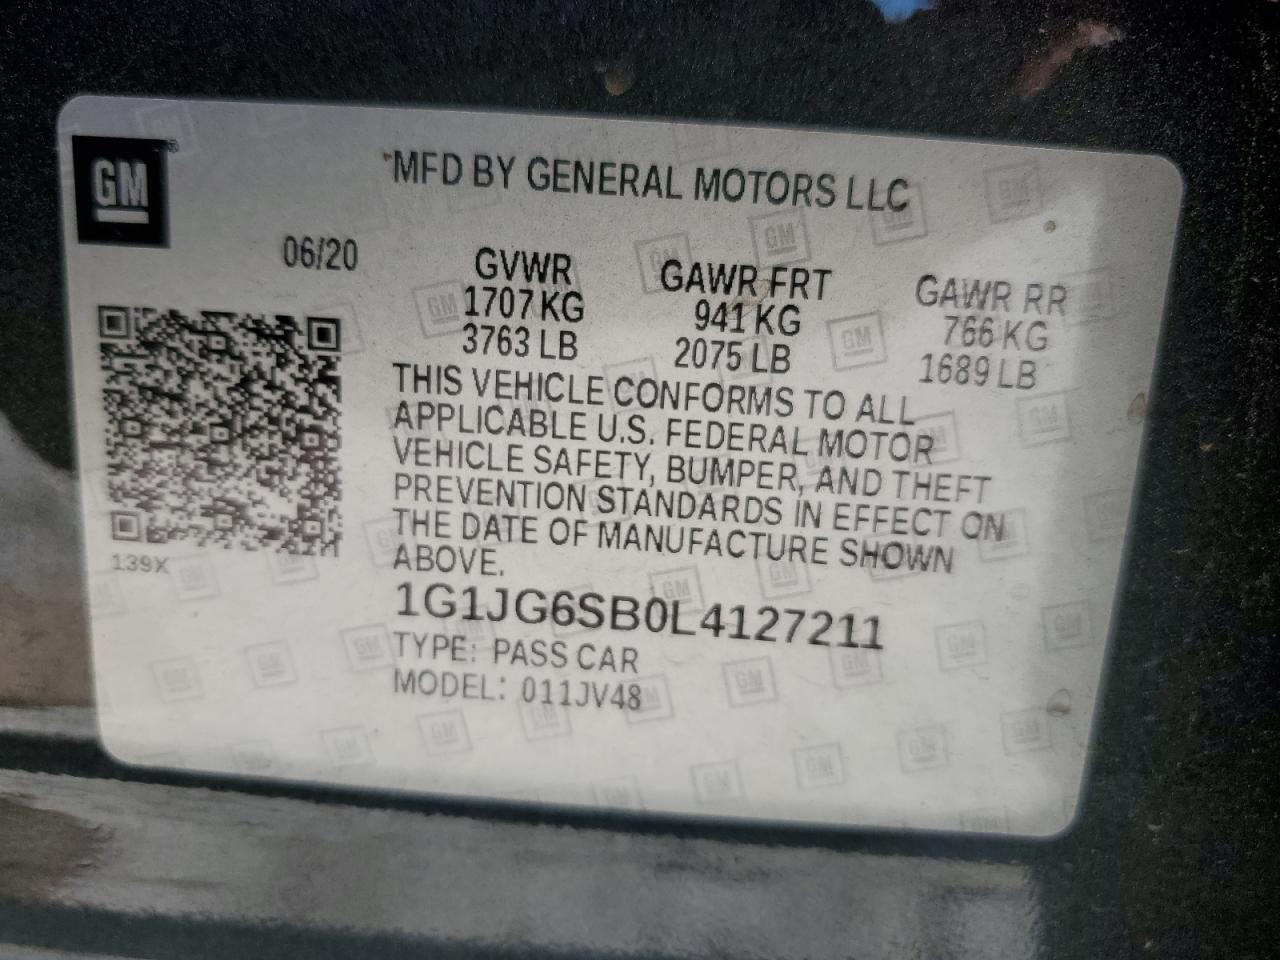 GM
MFD BY GENERAL MOTORS LLC
06/20
GVWR GAWR FRT GAWR RR
1707 KG 941 KG 766 KG
3763 LB 2075 LB 1689 LB
THIS VEHICLE CONFORMS TO ALL
APPLICABLE U.S. FEDERAL MOTOR
VEHICLE SAFETY, BUMPER, AND THEFT
PREVENTION STANDARDS IN EFFECT ON
THE DATE OF MANUFACTURE SHOWN
ABOVE.
139X
1G1JG6SB0L4127211
TYPE: PASS CAR
MODEL: 011JV48